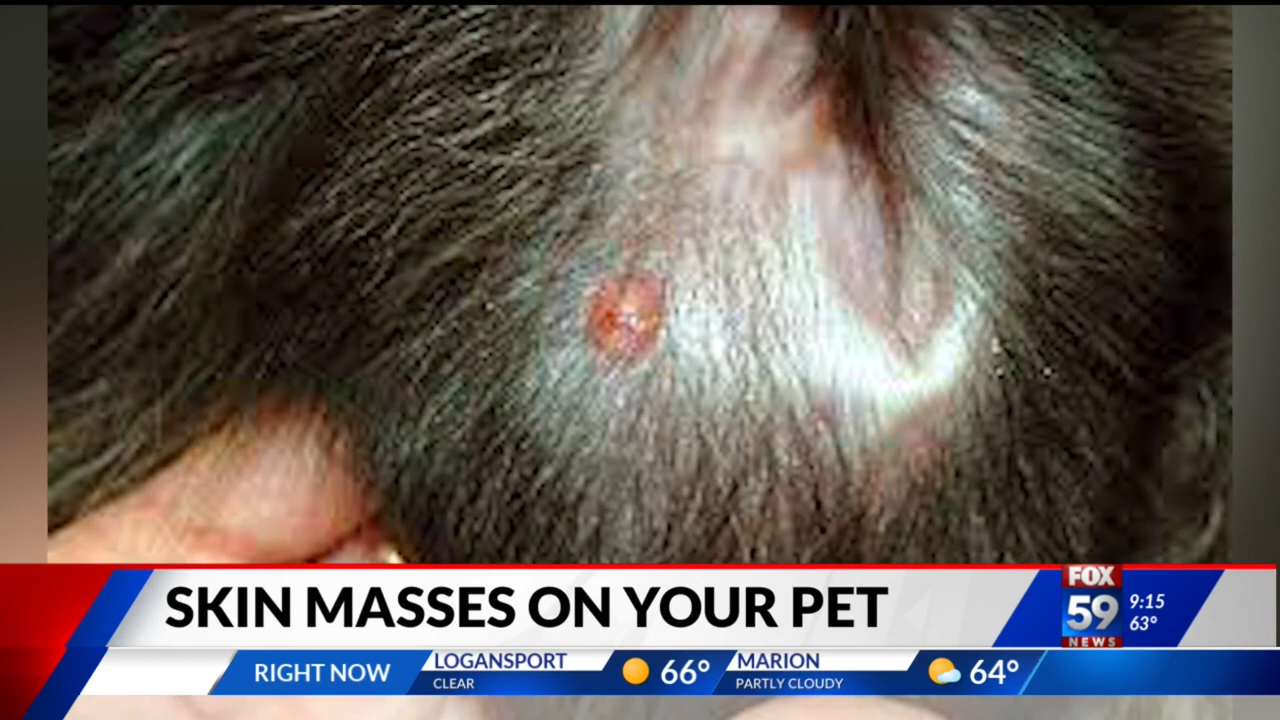 SKIN MASSES ON YOUR PET
FOX
59
NEWS
9:15
63°
RIGHT NOW
LOGANSPORT
CLEAR
66°
MARION
PARTLY CLOUDY
64°